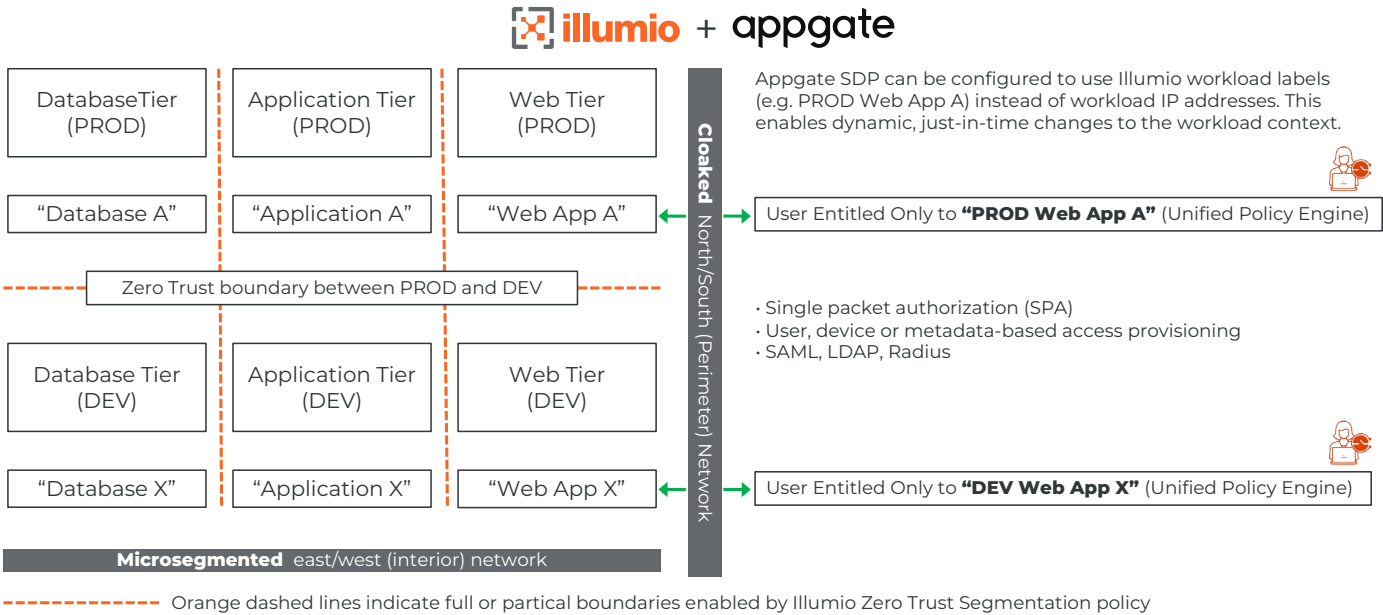 illumio + appgate
DatabaseTier
(PROD)
Application Tier
(PROD)
Web Tier
(PROD)
“Database A”
“Application A”
“Web App A”
Zero Trust boundary between PROD and DEV
Database Tier
(DEV)
Application Tier
(DEV)
Web Tier
(DEV)
“Database X”
“Application X”
“Web App X”
Microsegmented east/west (interior) network
Cloaked North/South (Perimeter) Network
Appgate SDP can be configured to use Illumio workload labels
(e.g. PROD Web App A) instead of workload IP addresses. This
enables dynamic, just-in-time changes to the workload context.
User Entitled Only to “PROD Web App A” (Unified Policy Engine)
• Single packet authorization (SPA)
• User, device or metadata-based access provisioning
• SAML, LDAP, Radius
User Entitled Only to “DEV Web App X” (Unified Policy Engine)
Orange dashed lines indicate full or partical boundaries enabled by Illumio Zero Trust Segmentation policy